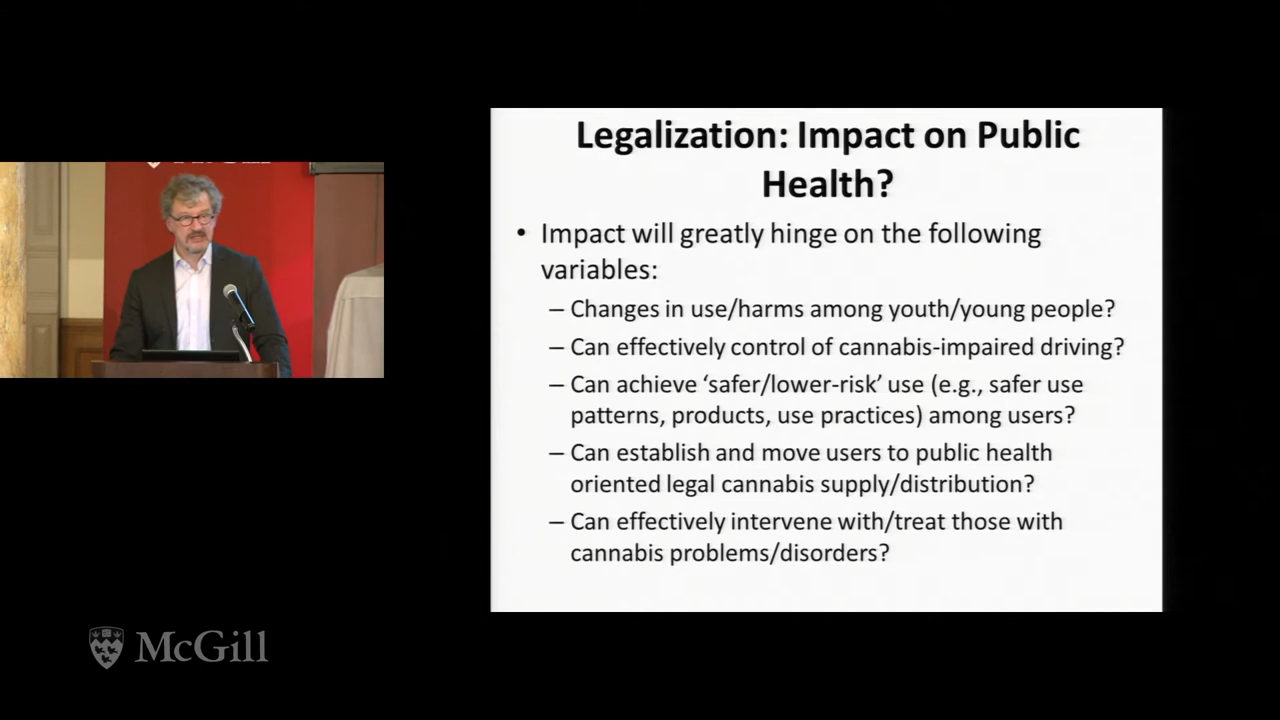 Legalization: Impact on Public
Health?
• Impact will greatly hinge on the following
variables:
– Changes in use/harms among youth/young people?
– Can effectively control of cannabis-impaired driving?
– Can achieve ‘safer/lower-risk’ use (e.g., safer use
patterns, products, use practices) among users?
– Can establish and move users to public health
oriented legal cannabis supply/distribution?
– Can effectively intervene with/treat those with
cannabis problems/disorders?
McGill